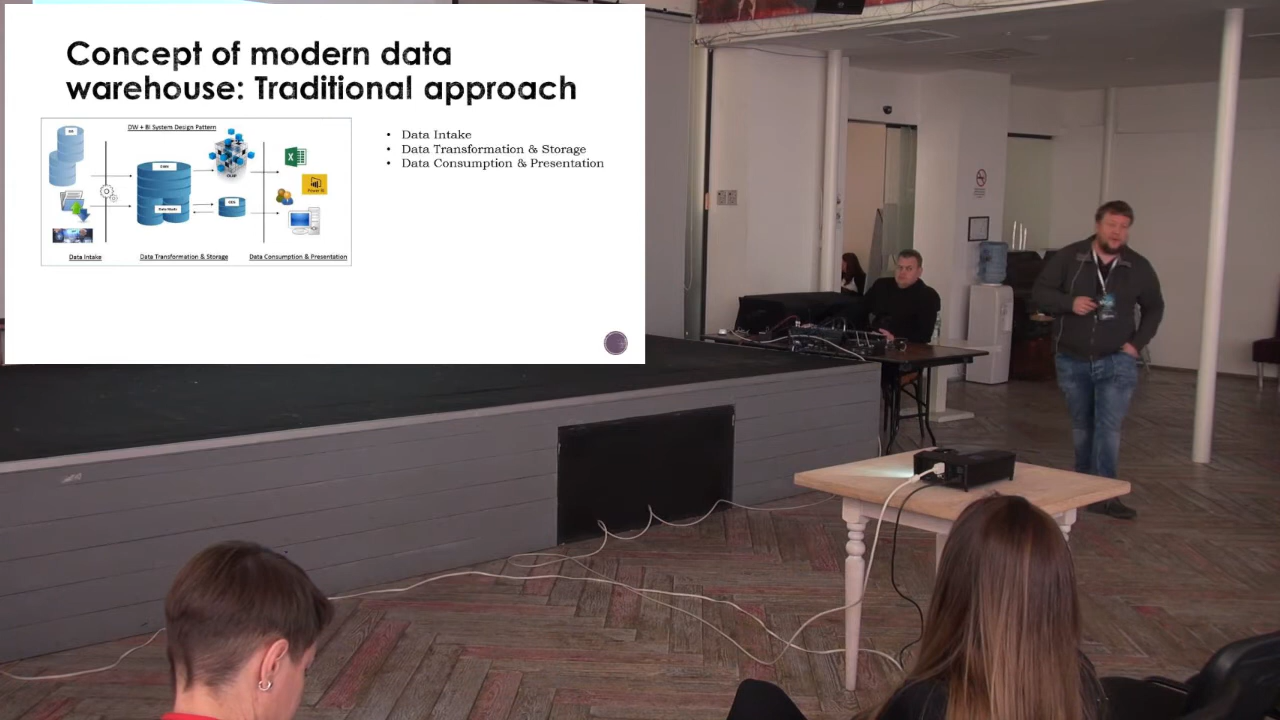 Concept of modern data
warehouse: Traditional approach
DW + BI System Design Pattern
Data Intake
Data Transformation & Storage
Data Consumption & Presentation
• Data Intake
• Data Transformation & Storage
• Data Consumption & Presentation